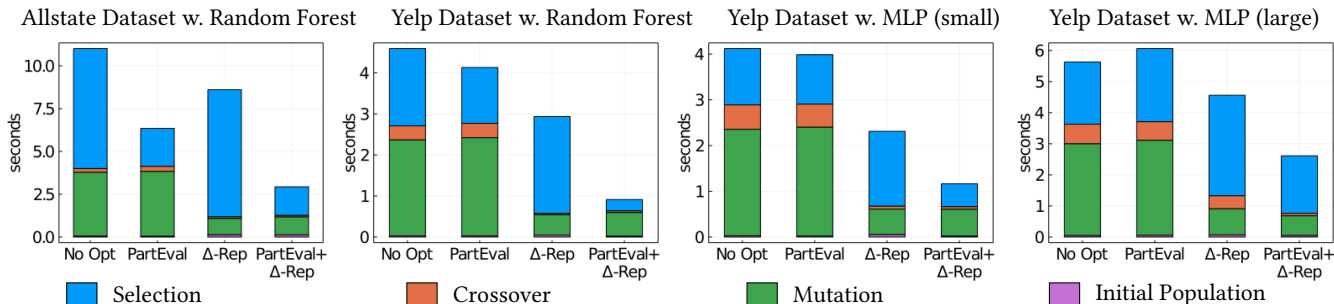 Allstate Dataset w. Random Forest
Yelp Dataset w. Random Forest
Yelp Dataset w. MLP (small)
Yelp Dataset w. MLP (large)
seconds
10.0
7.5
5.0
2.5
0.0
No Opt
PartEval
Δ-Rep
PartEval+
Δ-Rep
seconds
4
3
2
1
0
No Opt
PartEval
Δ-Rep
PartEval+
Δ-Rep
seconds
4
3
2
1
0
No Opt
PartEval
Δ-Rep
PartEval+
Δ-Rep
seconds
6
5
4
3
2
1
0
No Opt
PartEval
Δ-Rep
PartEval+
Δ-Rep
Selection
Crossover
Mutation
Initial Population